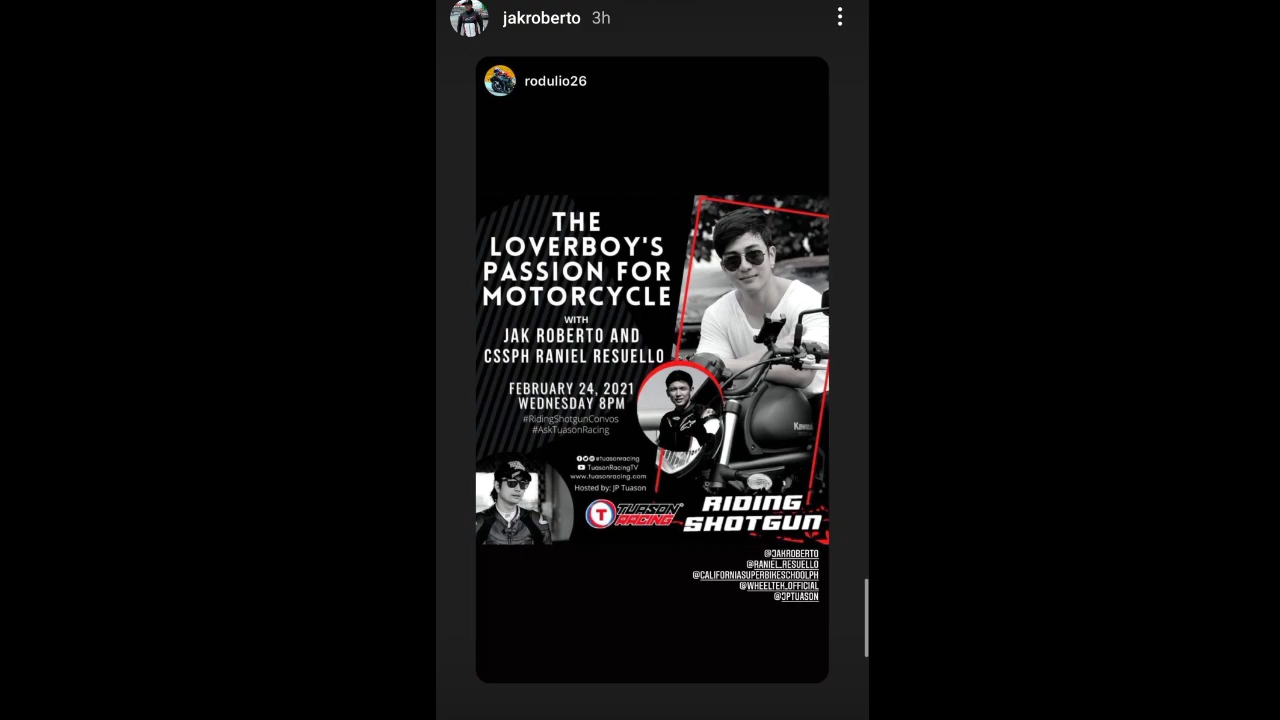 jakroberto 3h
rodulio26
THE
LOVERBOY'S
PASSION FOR
MOTORCYCLE
WITH
JAK ROBERTO AND
CSSPH RANIEL RESUELLO
FEBRUARY 24, 2021
WEDNESDAY 8PM
#RidingShotgunConvos
#AskTuasonRacing
@tuasonracing
TuasonRacingTV
www.tuasonracing.com
Hosted by: JP Tuason
T TUASON
RACING
RIDING
SHOTGUN
@JAKROBERTO
@RANIEL_RESUELLO
@CALIFORNIASUPERBIKESCHOOLPH
@WHEELTEK_OFFICIAL
@JPTUASON